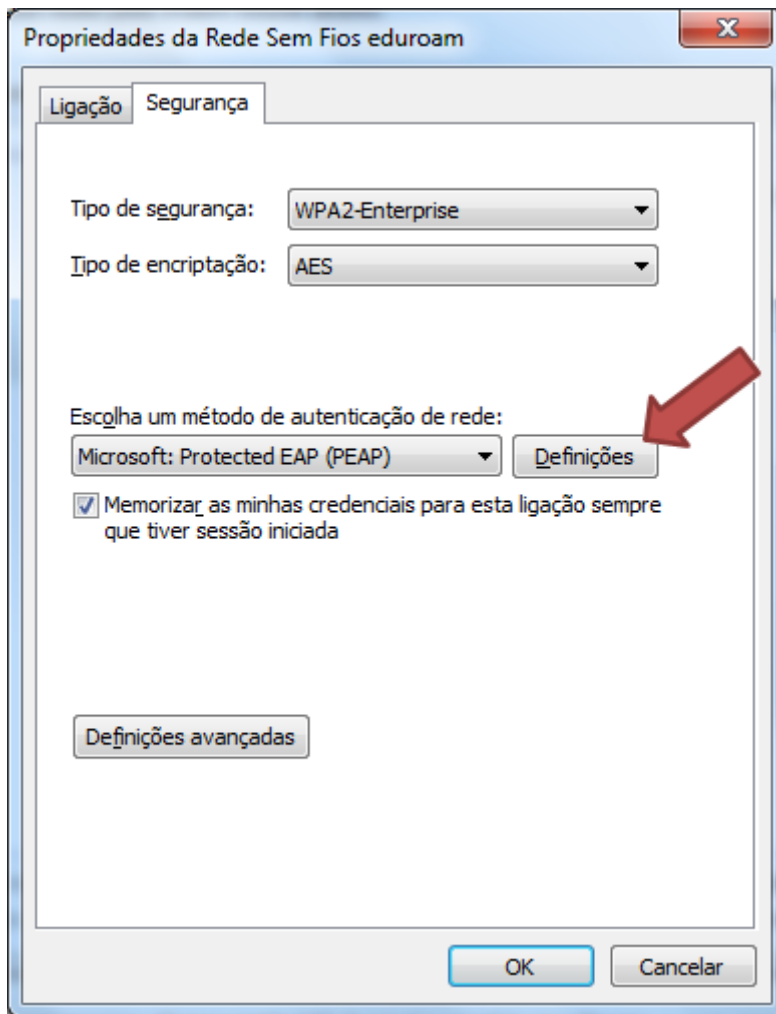 Propriedades da Rede Sem Fios eduroam
Ligação Segurança
Tipo de segurança: WPA2-Enterprise
Tipo de encriptação: AES
Escolha um método de autenticação de rede:
Microsoft: Protected EAP (PEAP) Definições
Memorizar as minhas credenciais para esta ligação sempre
que tiver sessão iniciada
Definições avançadas
OK Cancelar